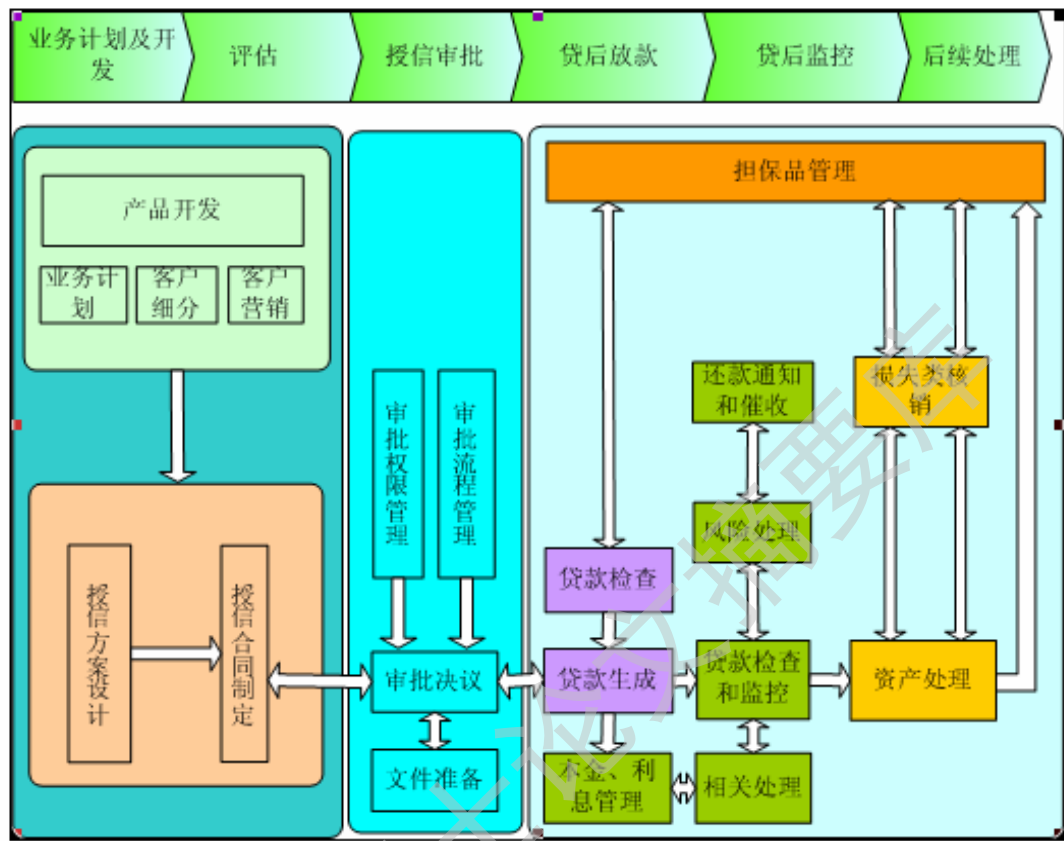 业务计划及开
发
评估
授信审批
贷后放款
贷后监控
后续处理
产品开发
业务计
划
客户
细分
客户
营销
授信方案设计
授信合同制定
审批权限管理
审批流程管理
审批决议
文件准备
担保品管理
还款通知
和催收
损失类核
销
风险处理
贷款检查
贷款生成
贷款检查
和监控
资产处理
本金、利
息管理
相关处理
论文摘要库